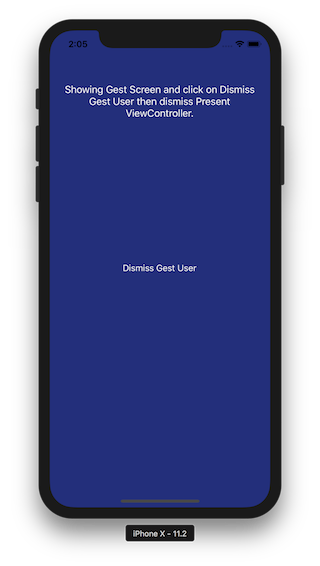 2:05
Showing Gest Screen and click on Dismiss
Gest User then dismiss Present
ViewController.
Dismiss Gest User
iPhone X - 11.2